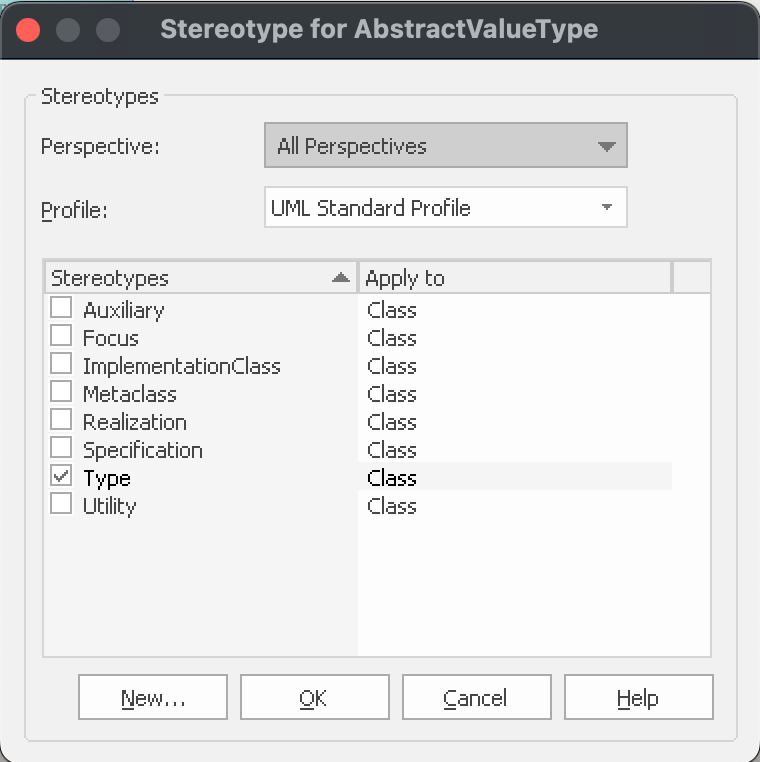 Stereotype for AbstractValueType
Stereotypes
Perspective: All Perspectives
Profile: UML Standard Profile
Stereotypes Apply to
Auxiliary Class
Focus Class
ImplementationClass Class
Metaclass Class
Realization Class
Specification Class
Type Class
Utility Class
New... OK Cancel Help